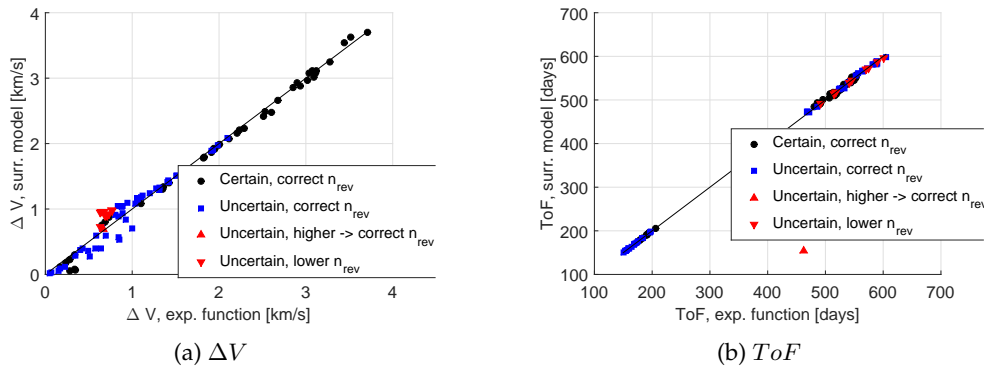 4
3
2
1
0
Δ V, surr. model [km/s]
Certain, correct n_rev
Uncertain, correct n_rev
Uncertain, higher -> correct n_rev
Uncertain, lower n_rev
0 1 2 3 4
Δ V, exp. function [km/s]
(a) ΔV
700
600
500
400
300
200
100
ToF, surr. model [days]
Certain, correct n_rev
Uncertain, correct n_rev
Uncertain, higher -> correct n_rev
Uncertain, lower n_rev
100 200 300 400 500 600 700
ToF, exp. function [days]
(b) ToF